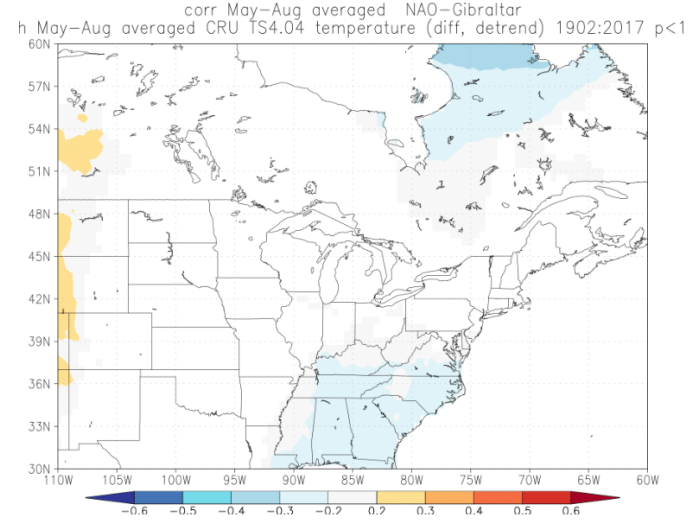 corr May-Aug averaged NAO-Gibraltar
h May-Aug averaged CRU TS4.04 temperature (diff, detrend) 1902:2017 p<1
60N
57N
54N
51N
48N
45N
42N
39N
36N
33N
30N
110W 105W 100W 95W 90W 85W 80W 75W 70W 65W 60W
-0.6 -0.5 -0.4 -0.3 -0.2 0.2 0.3 0.4 0.5 0.6